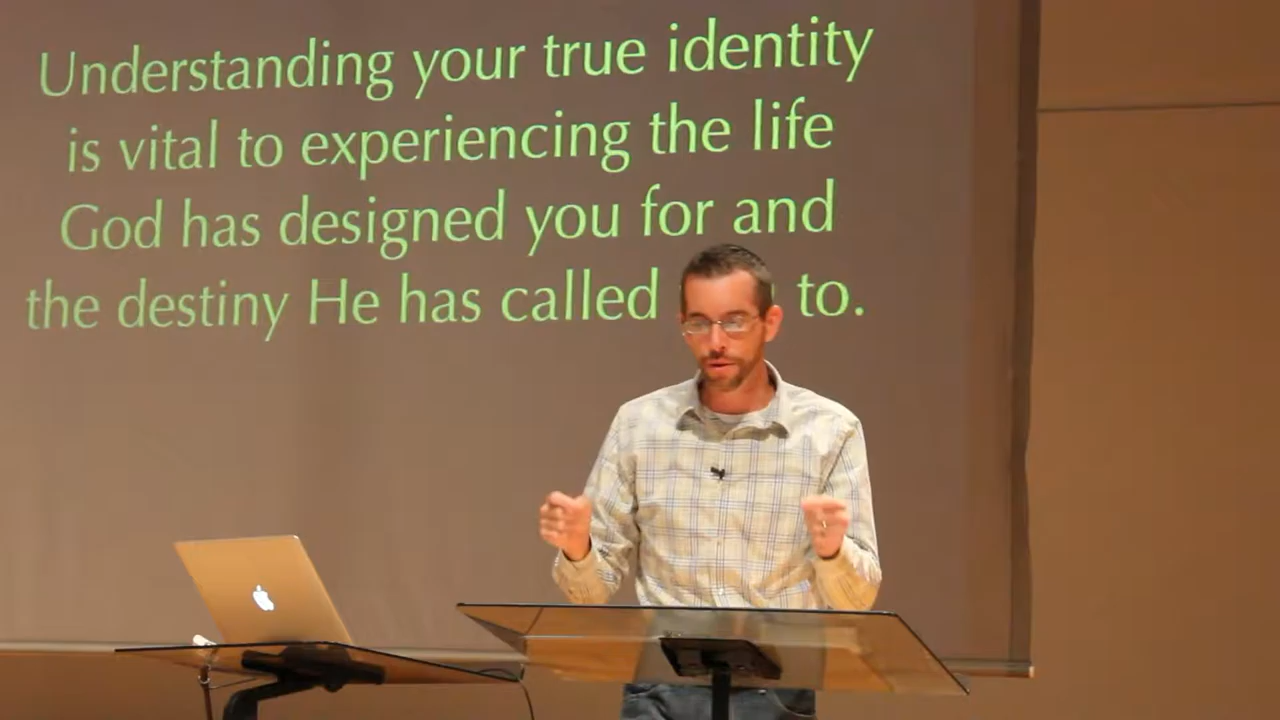 Understanding your true identity
is vital to experiencing the life
God has designed you for and
the destiny He has called to.